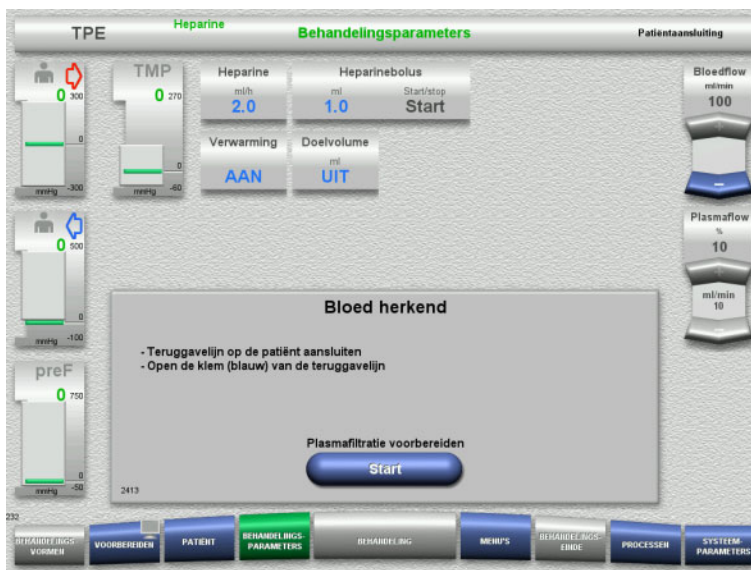 TPE
Heparine
Behandelingsparameters
Patiëntaansluiting
0
300
0
mmHg
-300
TMP
0
270
0
mmHg
-60
Heparine
ml/h
2.0
Heparinebolus
ml
Start/stop
1.0
Start
Verwarming
AAN
Doelvolume
ml
UIT
Bloedflow
ml/min
100
+
-
0
500
0
mmHg
-100
Plasmaflow
%
10
+
ml/min
10
-
preF
0
750
0
mmHg
-50
Bloed herkend
- Teruggavelijn op de patiënt aansluiten
- Open de klem (blauw) van de teruggavelijn
Plasmafiltratie voorbereiden
Start
2413
232
BEHANDELINGS-
VORMEN
VOORBEREIDEN
PATIËNT
BEHANDELINGS-
PARAMETERS
BEHANDELING
MENU'S
BEHANDELINGS-
EINDE
PROCESSEN
SYSTEEM-
PARAMETERS